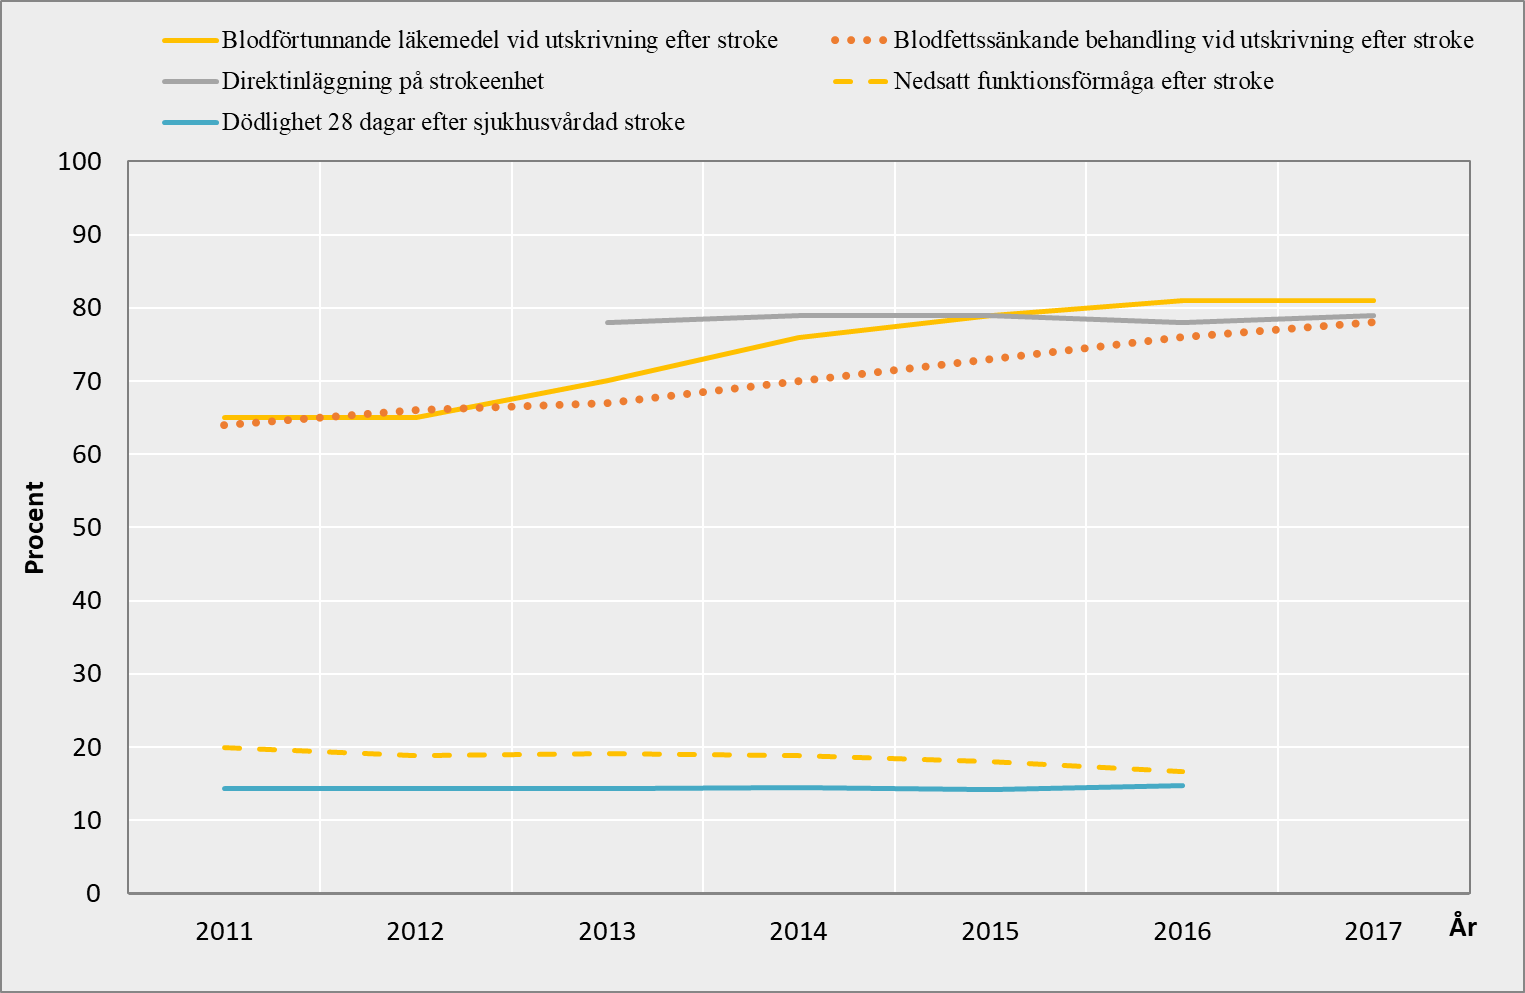 Blodförtunnande läkemedel vid utskrivning efter stroke
Blodfettssänkande behandling vid utskrivning efter stroke
Direktinläggning på strokeenhet
Nedsatt funktionsförmåga efter stroke
Dödlighet 28 dagar efter sjukhusvårdad stroke
100
90
80
70
60
50
40
30
20
10
0
Procent
2011 2012 2013 2014 2015 2016 2017 År